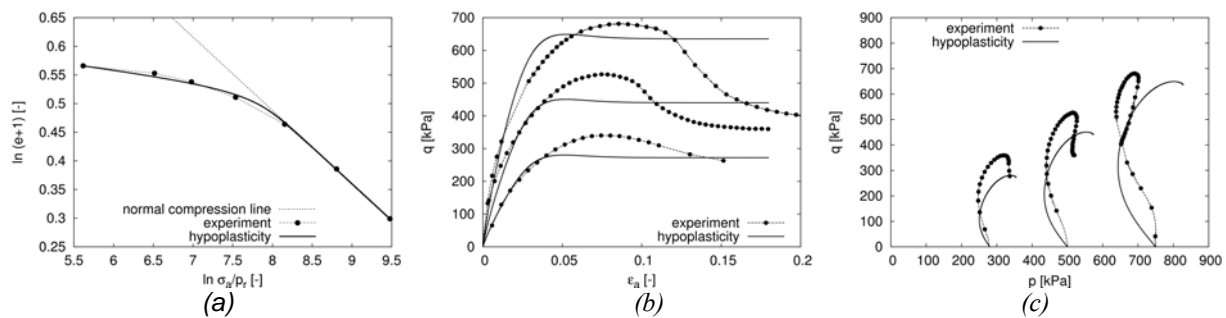 0.65
0.6
0.55
0.5
0.45
0.4
0.35
0.3
0.25
ln (e+1) [-]
normal compression line
experiment
hypoplasticity
5.5 6 6.5 7 7.5 8 8.5 9 9.5
ln σa/pr [-]
(a)
700
600
500
400
300
200
100
0
q [kPa]
experiment
hypoplasticity
0 0.05 0.1 0.15 0.2
εa [-]
(b)
900
800
700
600
500
400
300
200
100
0
q [kPa]
experiment
hypoplasticity
0 100 200 300 400 500 600 700 800 900
p [kPa]
(c)